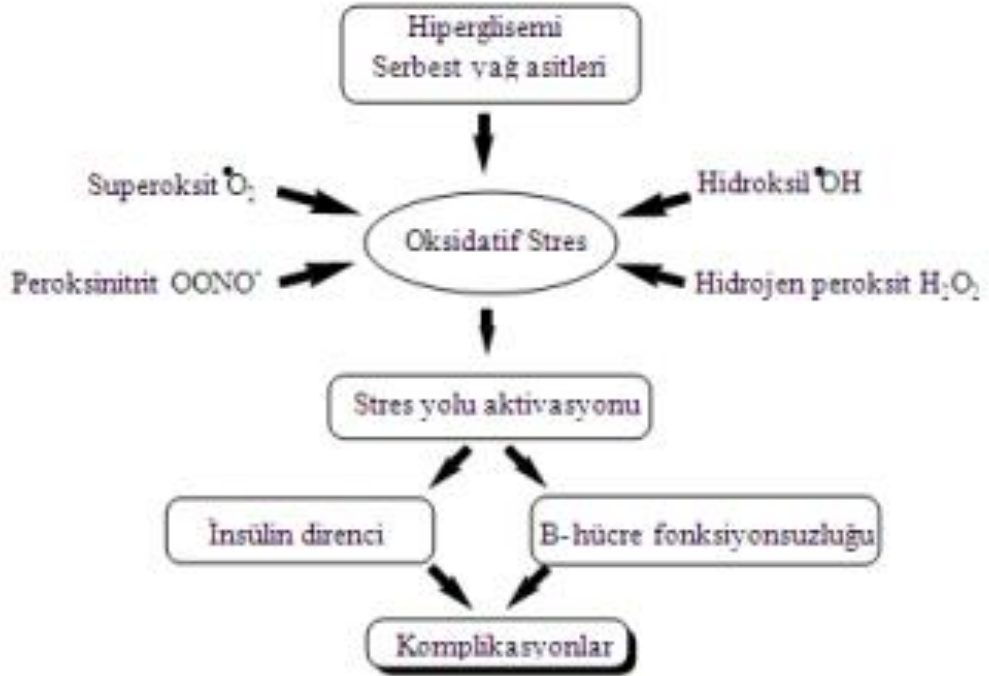 Hiperglisemi
Serbest yağ asitleri
Superoksit •O₂
Hidroksil •OH
Oksidatif Stres
Peroksinitrit OONO⁻
Hidrojen peroksit H₂O₂
Stres yolu aktivasyonu
İnsülin direnci
B-hücre fonksiyonsuzluğu
Komplikasyonlar